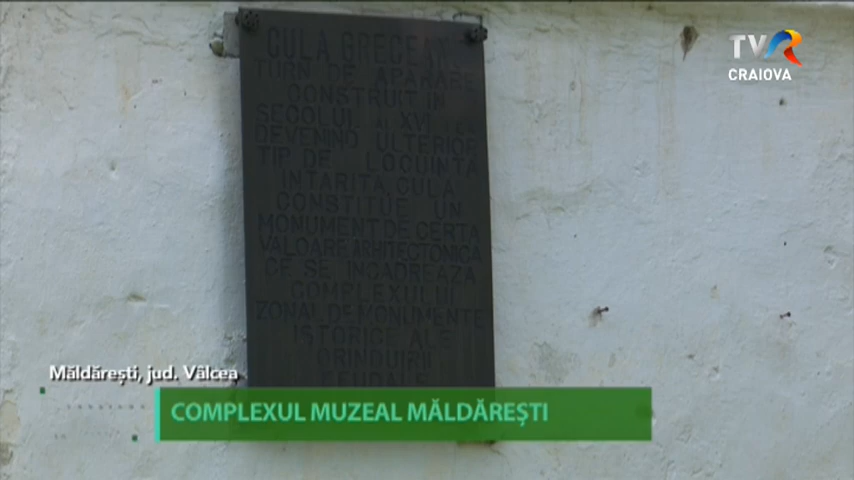 TVR
CRAIOVA
CULA GRECEANU
TURN DE APARARE
CONSTRUIT IN
SECOLUL AL XVI
DEVENIND ULTERIOR
TIP DE LOCUINTA
INTARITA CULA
CONSTITUE UN
MONUMENT DE CERTA
VALOARE ARHITECTONICA
CE SE INCADREAZA
COMPLEXULUI
ZONAL DE MONUMENTE
ISTORICE ALE
ORINDUIRII
FEUDALE
Măldărești, jud. Vâlcea
COMPLEXUL MUZEAL MĂLDĂREȘTI